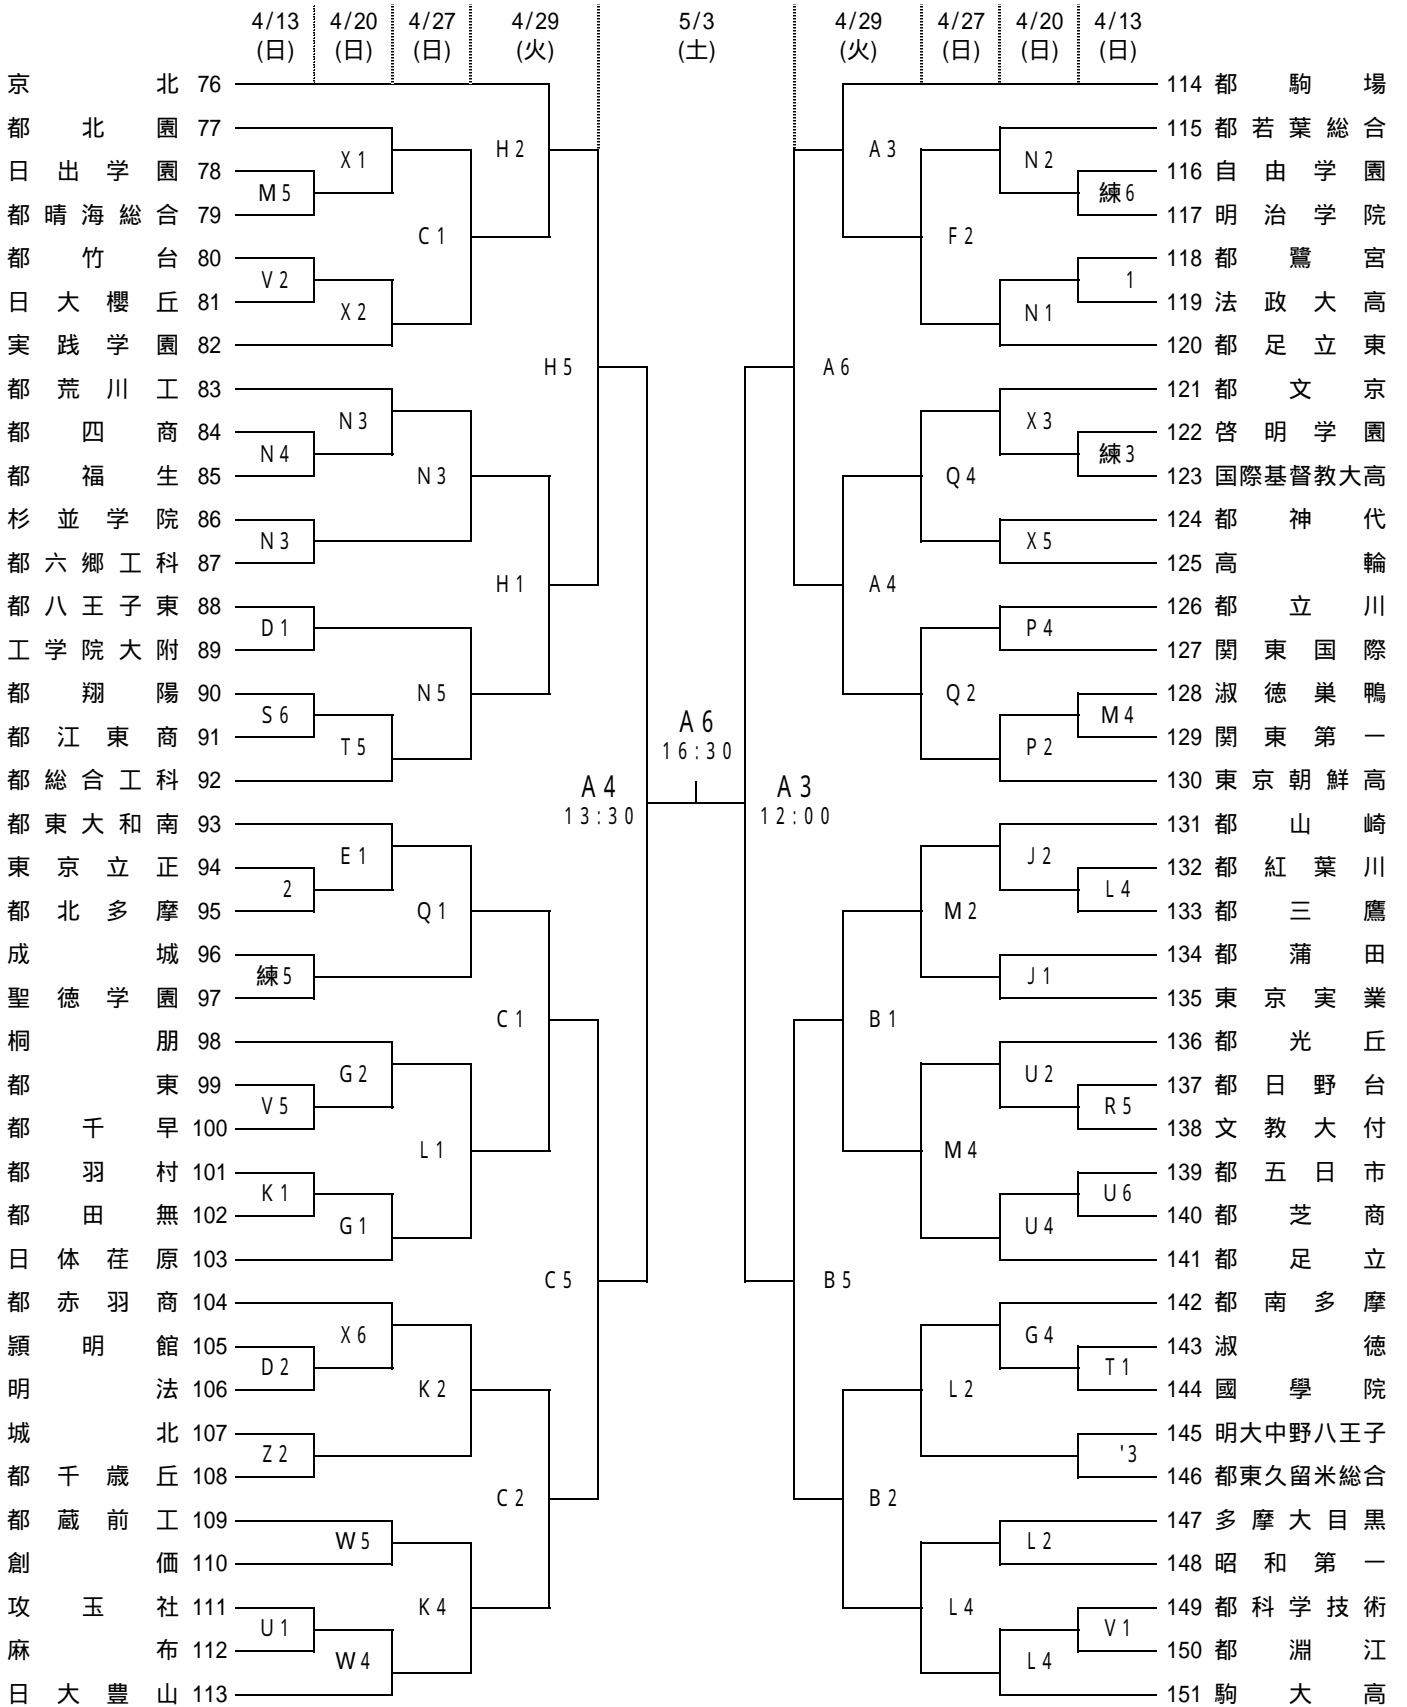 4/13 4/20 4/27 4/29 5/3 4/29 4/27 4/20 4/13
(日) (日) (日) (火) (土) (火) (日) (日) (日)
京北 76 114 都駒場
都北園 77 115 都若葉総合
H2 A3
X1 N2
日出学園 78 116 自由学園
M5 練6
都晴海総合 79 117 明治学院
C1 F2
都竹台 80 118 都鷺宮
V2 1
日大櫻丘 81 119 法政大高
X2 N1
実践学園 82 120 都足立東
H5 A6
都荒川工 83 121 都文京
N3 X3
都四商 84 122 啓明学園
N4 練3
都福生 85 123 国際基督教大高
N3 Q4
杉並学院 86 124 都神代
N3 X5
都六郷工科 87 125 高輪
H1 A4
都八王子東 88 126 都立川
D1 P4
工学院大附 89 127 関東国際
都翔陽 90 128 淑徳巣鴨
N5 Q2
S6 A6 M4
都江東商 91 129 関東第一
T5 16:30 P2
都総合工科 92 130 東京朝鮮高
A4 A3
13:30 12:00
都東大和南 93 131 都山崎
E1 J2
東京立正 94 132 都紅葉川
2 L4
都北多摩 95 133 都三鷹
Q1 M2
成城 96 134 都蒲田
練5 J1
聖徳学園 97 135 東京実業
C1 B1
桐朋 98 136 都光丘
G2 U2
都東 99 137 都日野台
V5 R5
都千早 100 138 文教大付
L1 M4
都羽村 101 139 都五日市
K1 U6
都田無 102 140 都芝商
G1 U4
日体荏原 103 141 都足立
C5 B5
都赤羽商 104 142 都南多摩
X6 G4
頴明館 105 143 淑徳
D2 T1
明法 106 144 國學院
K2 L2
城北 107 145 明大中野八王子
Z2 '3
都千歳丘 108 146 都東久留米総合
C2 B2
都蔵前工 109 147 多摩大目黒
W5 L2
創価 110 148 昭和第一
攻玉社 111 149 都科学技術
K4 L4
U1 V1
麻布 112 150 都淵江
W4 L4
日大豊山 113 151 駒大高